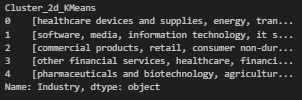 Cluster_2d_KMeans
0 [healthcare devices and supplies, energy, tran...
1 [software, media, information technology, it s...
2 [commercial products, retail, consumer non-dur...
3 [other financial services, healthcare, financi...
4 [pharmaceuticals and biotechnology, agricultur...
Name: Industry, dtype: object